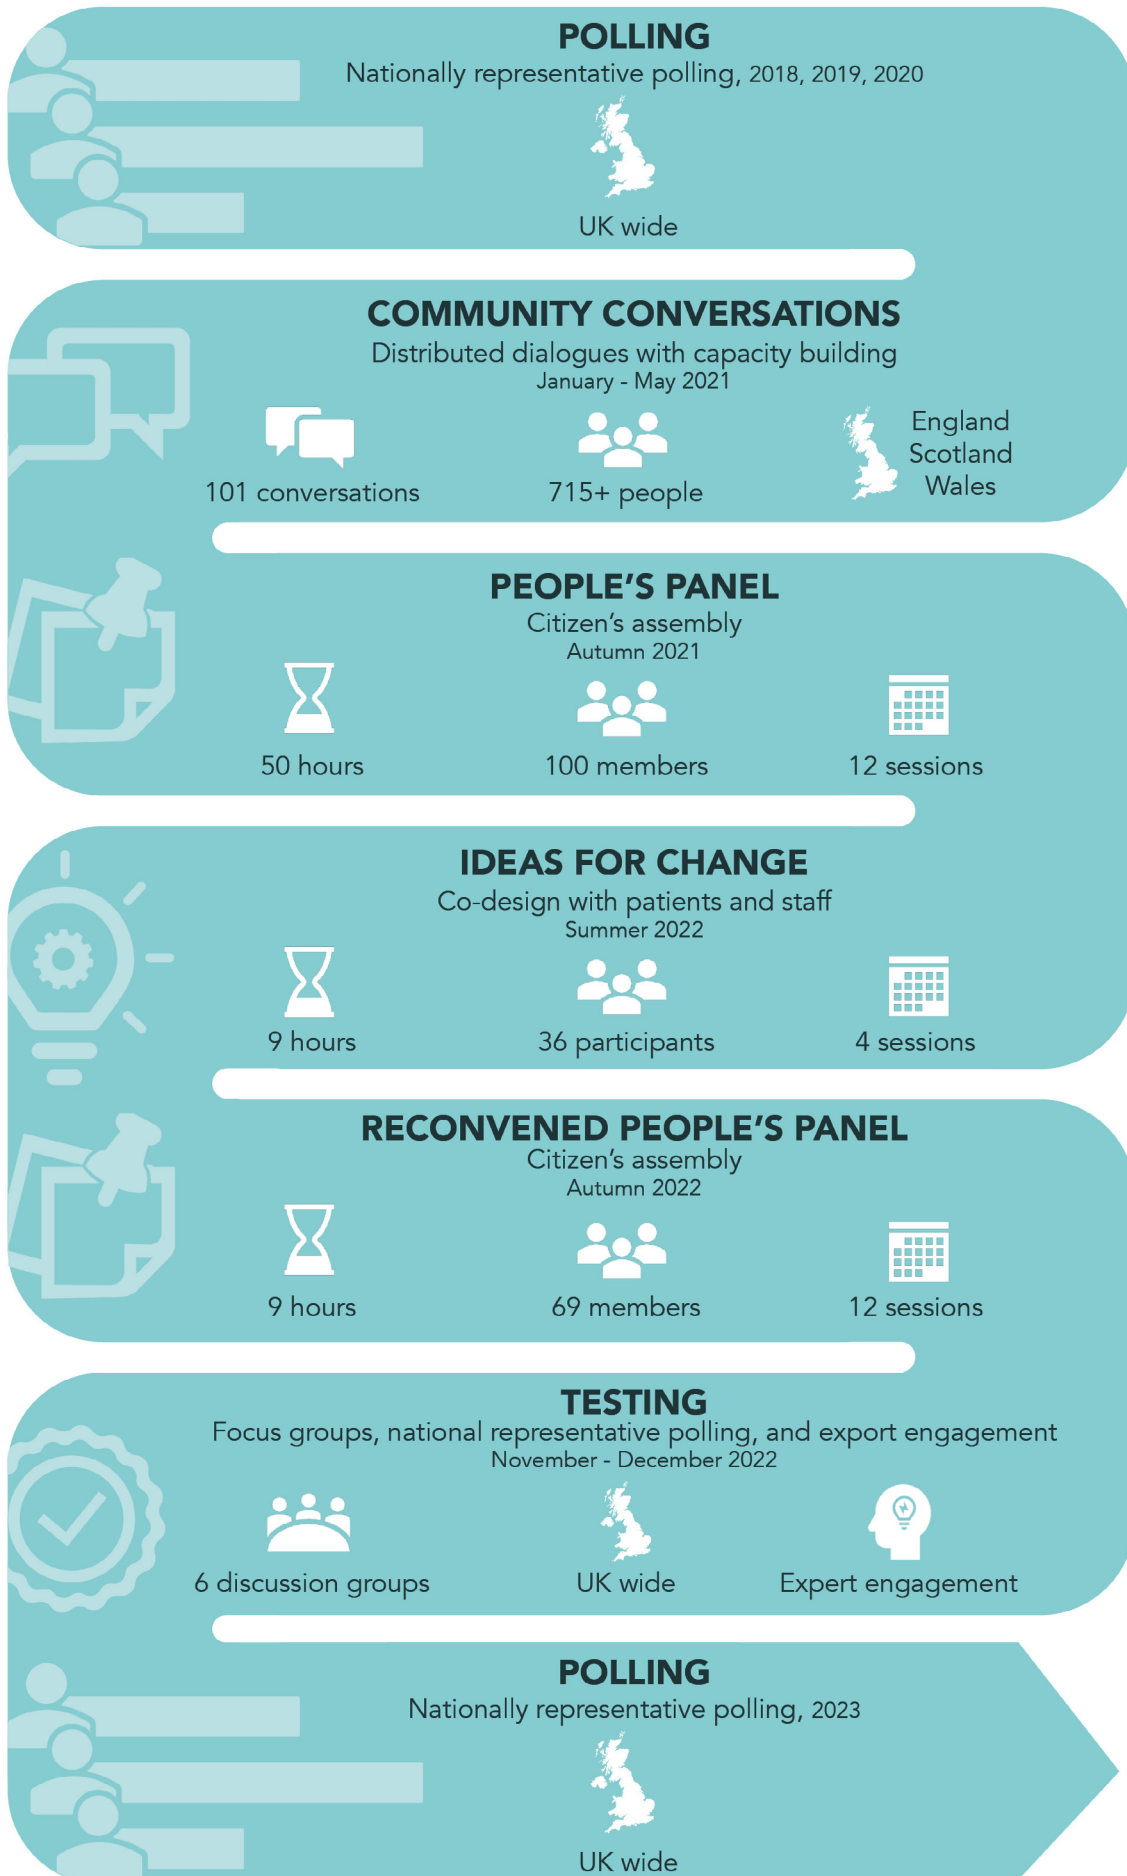 POLLING
Nationally representative polling, 2018, 2019, 2020
UK wide
COMMUNITY CONVERSATIONS
Distributed dialogues with capacity building
January - May 2021
101 conversations
715+ people
England
Scotland
Wales
PEOPLE’S PANEL
Citizen’s assembly
Autumn 2021
50 hours
100 members
12 sessions
IDEAS FOR CHANGE
Co-design with patients and staff
Summer 2022
9 hours
36 participants
4 sessions
RECONVENED PEOPLE’S PANEL
Citizen’s assembly
Autumn 2022
9 hours
69 members
12 sessions
TESTING
Focus groups, national representative polling, and export engagement
November - December 2022
6 discussion groups
UK wide
Expert engagement
POLLING
Nationally representative polling, 2023
UK wide